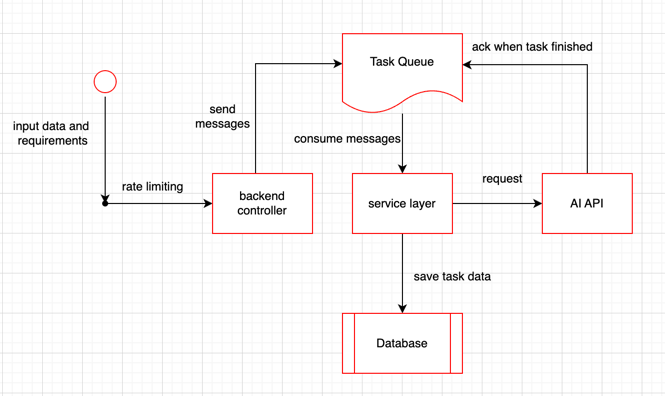 ack when task finished
Task Queue
send
messages
input data and
requirements
consume messages
rate limiting
request
backend
controller
service layer
AI API
save task data
Database